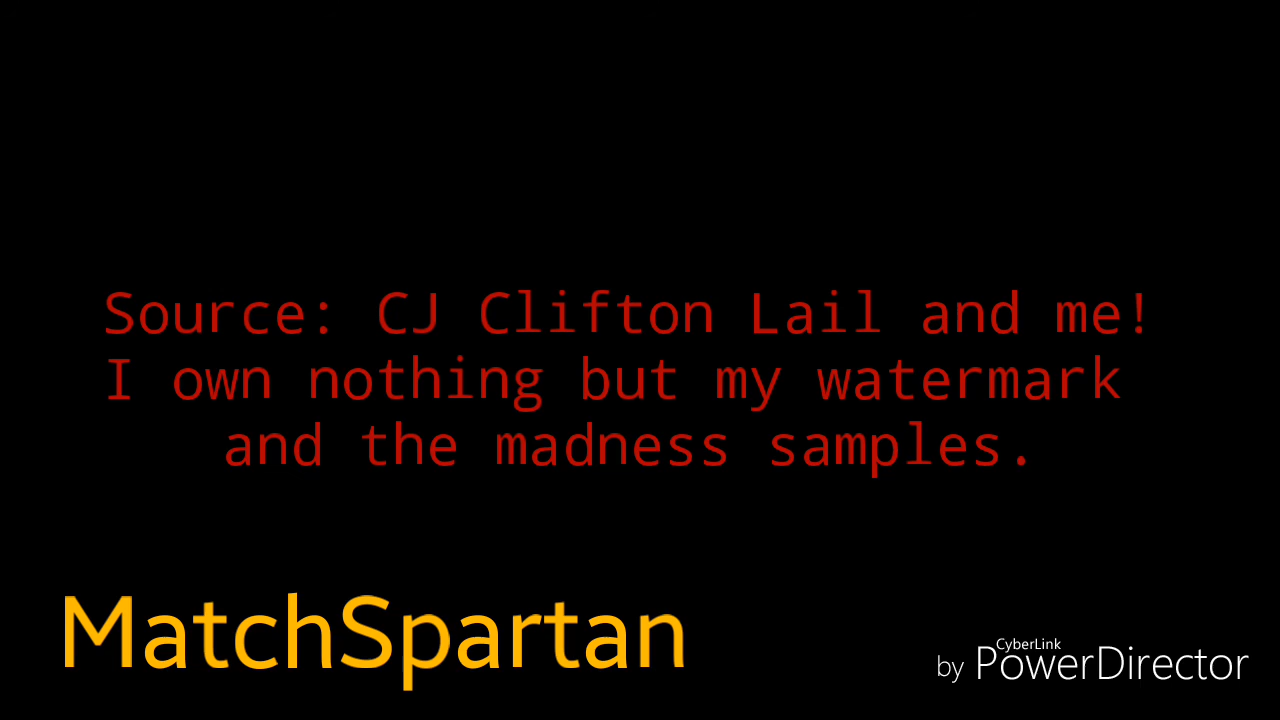 Source: CJ Clifton Lail and me!
I own nothing but my watermark
and the madness samples.
MatchSpartan
by CyberLink PowerDirector